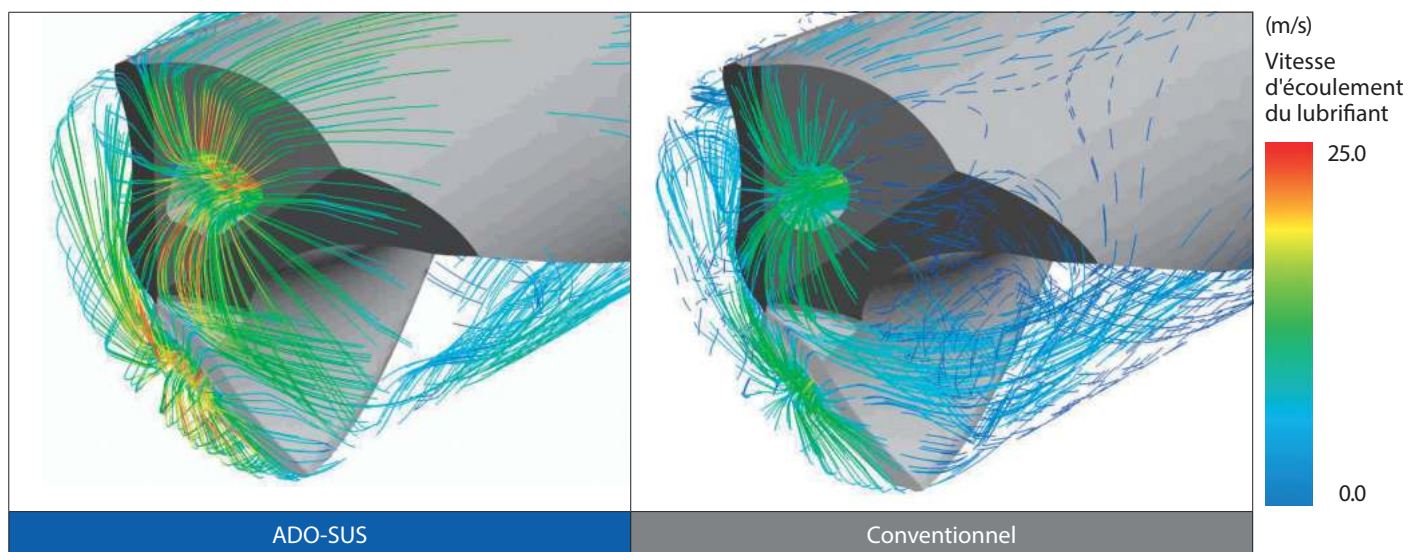 (m/s)
Vitesse
d'écoulement
du lubrifiant
25.0
0.0
ADO-SUS
Conventionnel